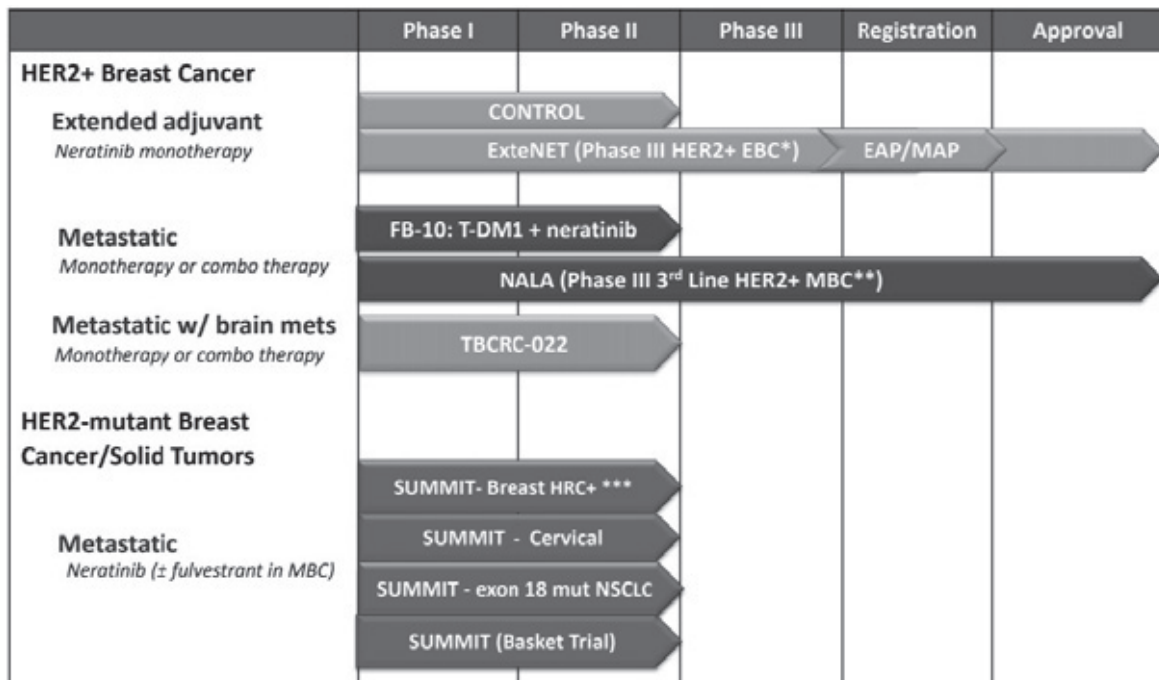 Phase I Phase II Phase III Registration Approval
HER2+ Breast Cancer
Extended adjuvant
Neratinib monotherapy
CONTROL
ExteNET (Phase III HER2+ EBC*)
EAP/MAP
Metastatic
Monotherapy or combo therapy
FB-10: T-DM1 + neratinib
NALA (Phase III 3rd Line HER2+ MBC**)
Metastatic w/ brain mets
Monotherapy or combo therapy
TBCRC-022
HER2-mutant Breast
Cancer/Solid Tumors
Metastatic
Neratinib (± fulvestrant in MBC)
SUMMIT- Breast HRC+ ***
SUMMIT - Cervical
SUMMIT - exon 18 mut NSCLC
SUMMIT (Basket Trial)